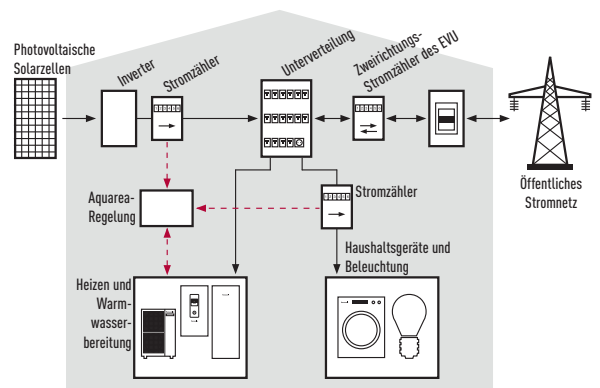 Photovoltaische
Solarzellen
Inverter
Stromzähler
Unterverteilung
Zweirichtungs-
Stromzähler des EVU
Öffentliches
Stromnetz
Aquarea-
Regelung
Stromzähler
Haushaltsgeräte und
Beleuchtung
Heizen und
Warm-
wasser-
bereitung